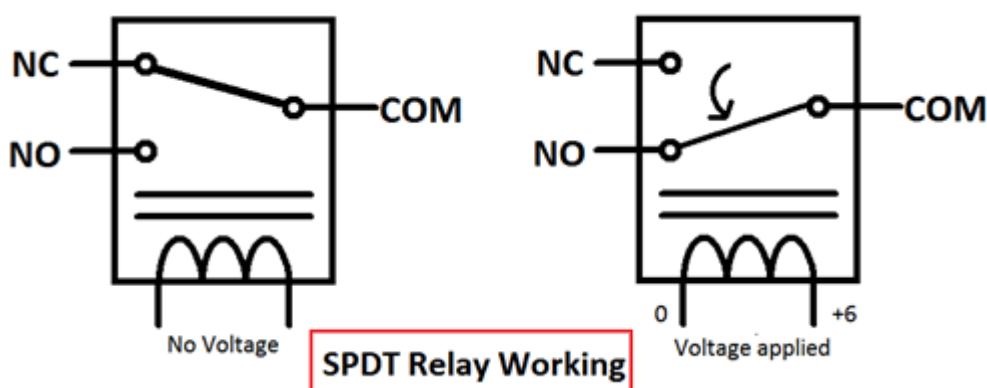 NC
COM
NO
No Voltage
NC
COM
NO
0
+6
Voltage applied
SPDT Relay Working